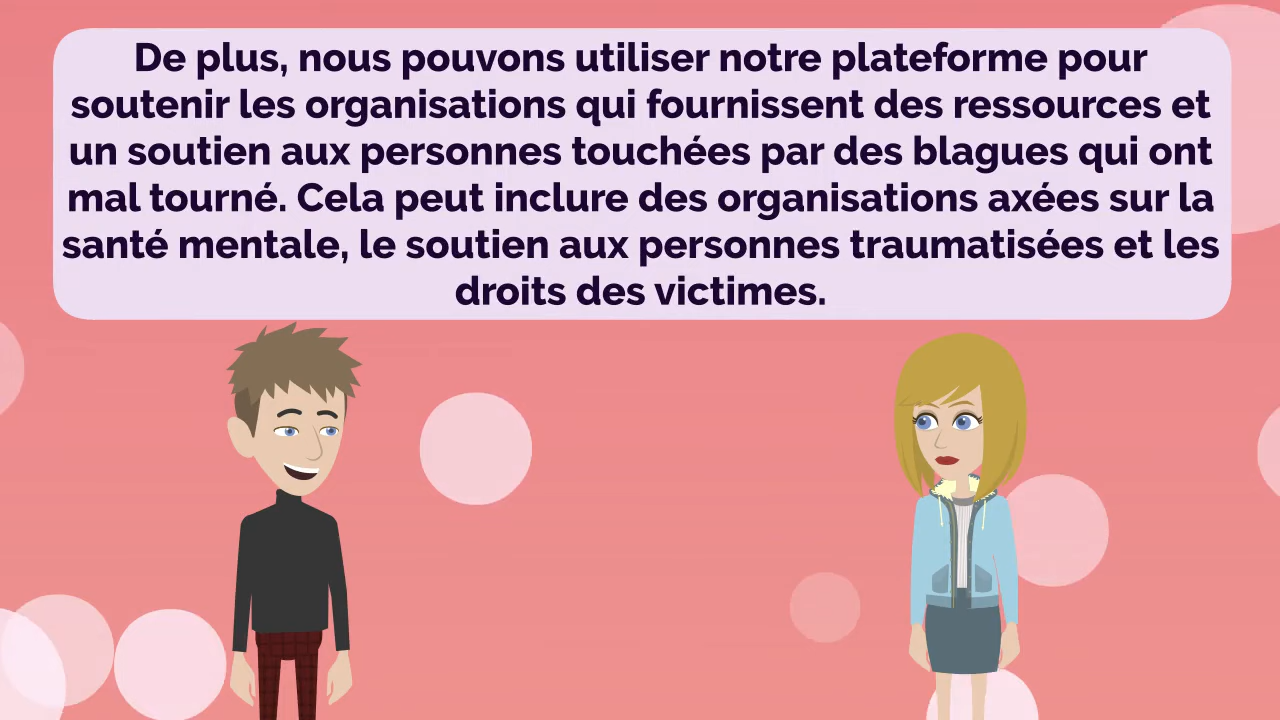 De plus, nous pouvons utiliser notre plateforme pour
soutenir les organisations qui fournissent des ressources et
un soutien aux personnes touchées par des blagues qui ont
mal tourné. Cela peut inclure des organisations axées sur la
santé mentale, le soutien aux personnes traumatisées et les
droits des victimes.